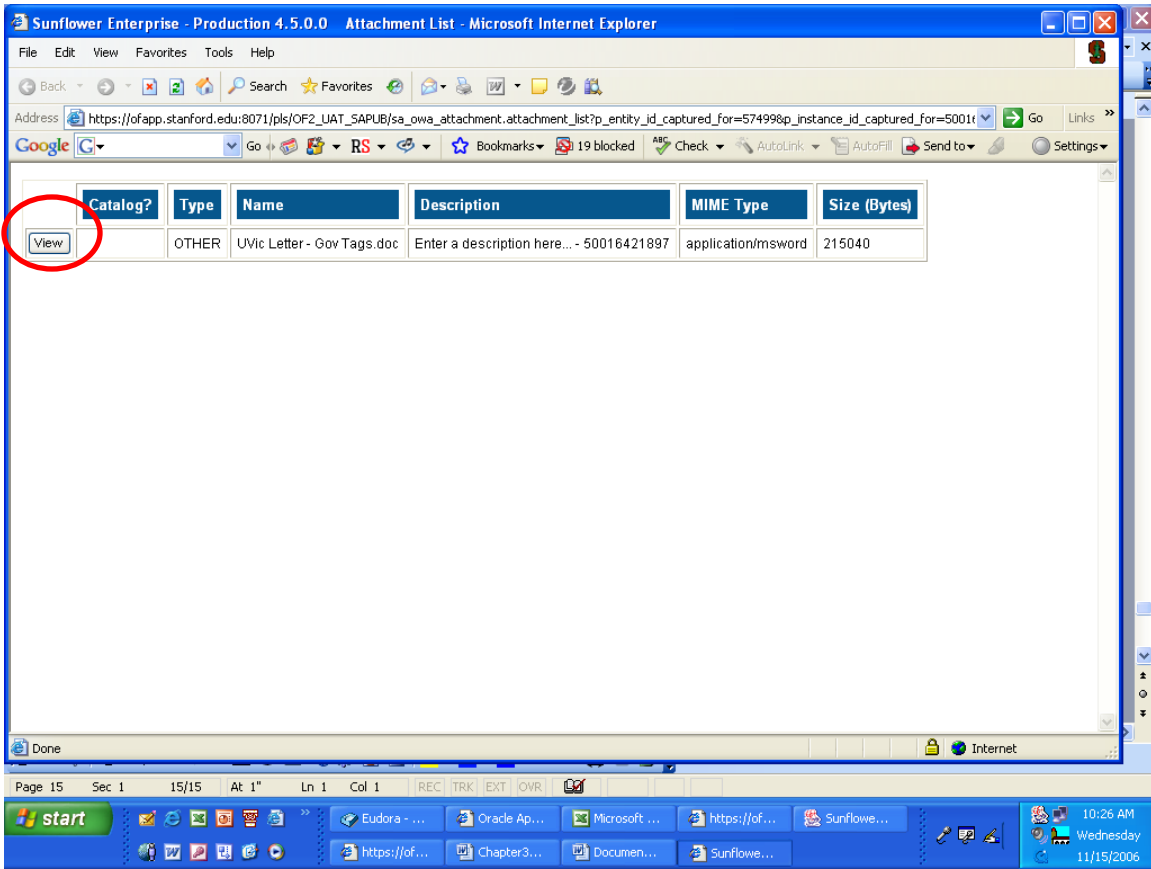 Sunflower Enterprise - Production 4.5.0.0 Attachment List - Microsoft Internet Explorer
File Edit View Favorites Tools Help
Back Search Favorites
Address https://ofapp.stanford.edu:8071/pls/OF2_UAT_SAPUB/sa_owa_attachment.attachment_list?p_entity_id_captured_for=57499&p_instance_id_captured_for=5001 Go Links »
Google G Go RS Bookmarks 19 blocked ABC Check AutoLink AutoFill Send to Settings
Catalog? Type Name Description MIME Type Size (Bytes)
View OTHER UVic Letter - Gov Tags.doc Enter a description here... - 50016421897 application/msword 215040
Done Internet
Page 15 Sec 1 15/15 At 1" Ln 1 Col 1 REC TRK EXT OVR
start » Eudora - ... Oracle Ap... Microsoft ... https://of... Sunflowe... 10:26 AM
Wednesday
https://of... Chapter3... Documen... Sunflowe... 11/15/2006